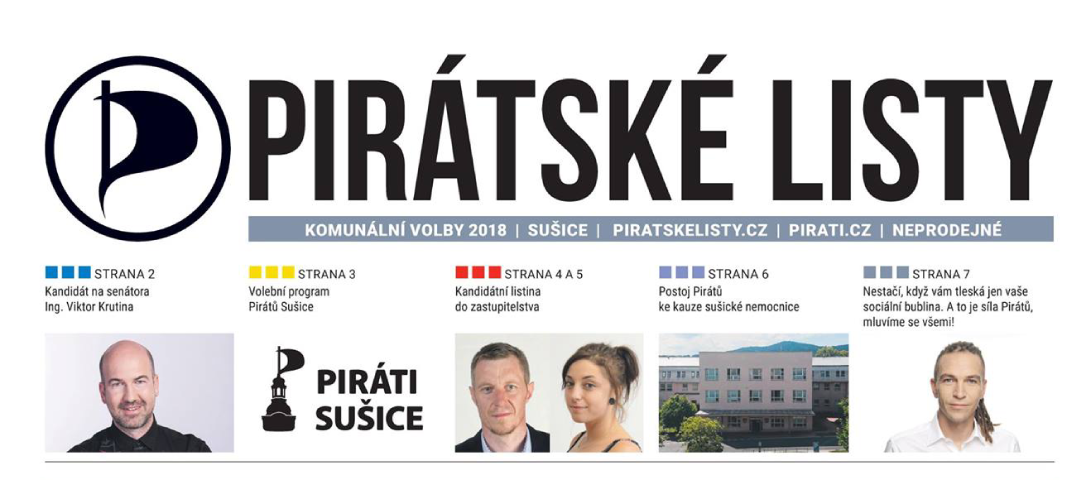 PIRÁTSKÉ LISTY
KOMUNÁLNÍ VOLBY 2018 | SUŠICE | PIRATSKELISTY.CZ | PIRATI.CZ | NEPRODEJNÉ
STRANA 2
Kandidát na senátora
Ing. Viktor Krutina
STRANA 3
Volební program
Pirátů Sušice
STRANA 4 A 5
Kandidátní listina
do zastupitelstva
STRANA 6
Postoj Pirátů
ke kauze sušické nemocnice
STRANA 7
Nestačí, když vám tleská jen vaše
sociální bublina. A to je síla Pirátů,
mluvíme se všemi!
PIRÁTI
SUŠICE